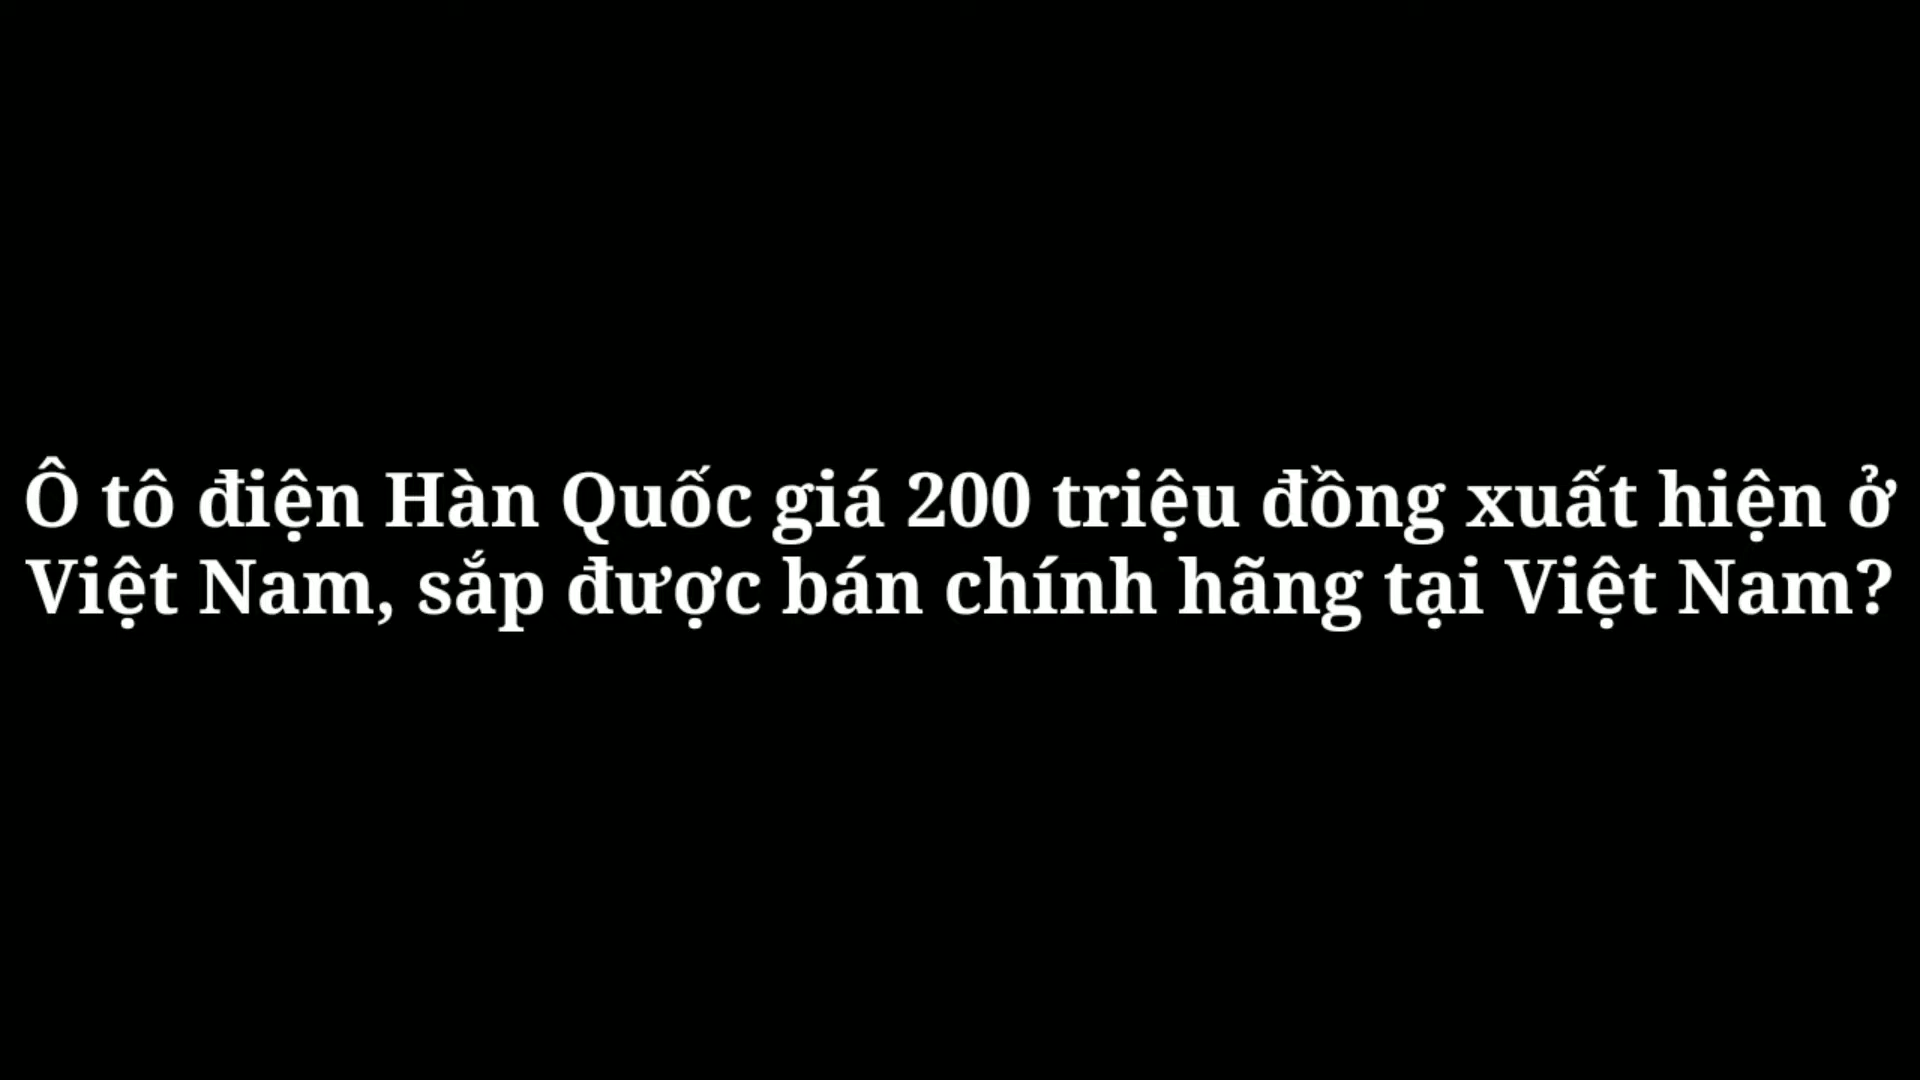 Ô tô điện Hàn Quốc giá 200 triệu đồng xuất hiện ở
Việt Nam, sắp được bán chính hãng tại Việt Nam?